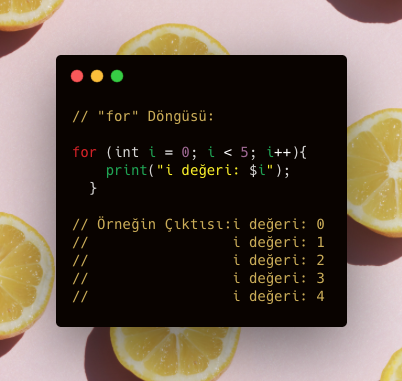 // "for" Döngüsü:
for (int i = 0; i < 5; i++){
print("i değeri: $i");
}
// Örneğin Çıktısı:i değeri: 0
// i değeri: 1
// i değeri: 2
// i değeri: 3
// i değeri: 4